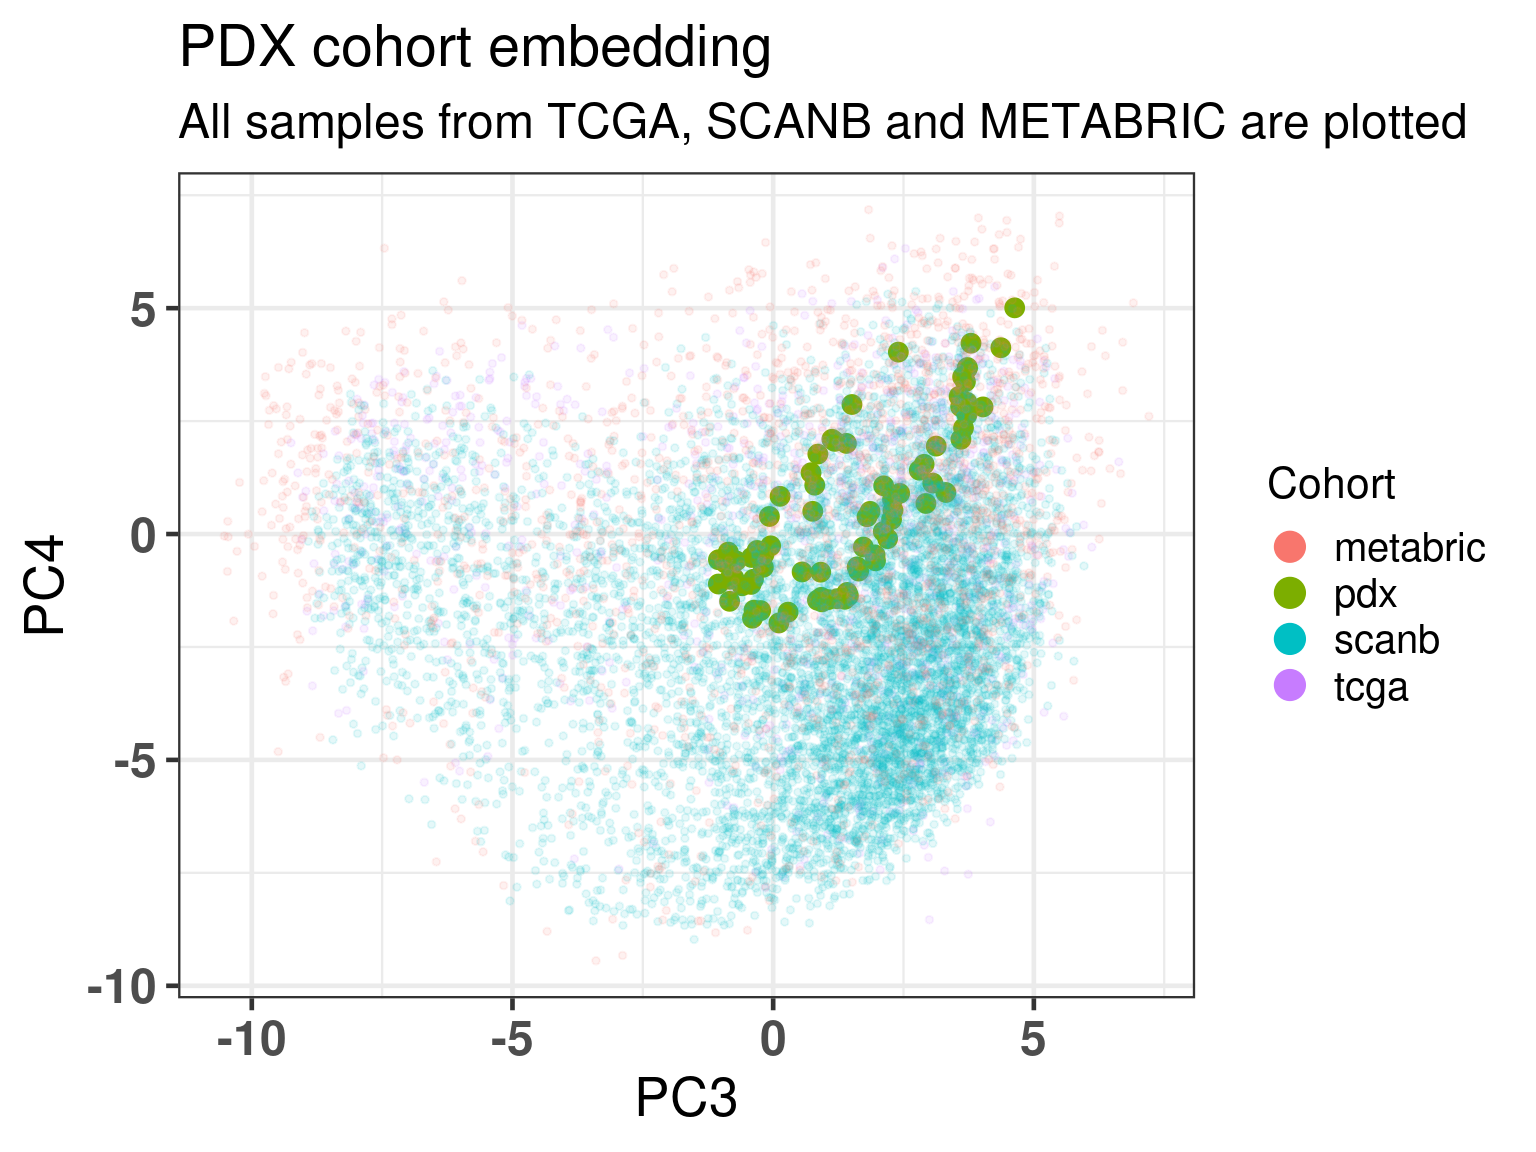 PDX cohort embedding
All samples from TCGA, SCANB and METABRIC are plotted
5
0
-5
-10
PC4
-10 -5 0 5
PC3
Cohort
metabric
pdx
scanb
tcga